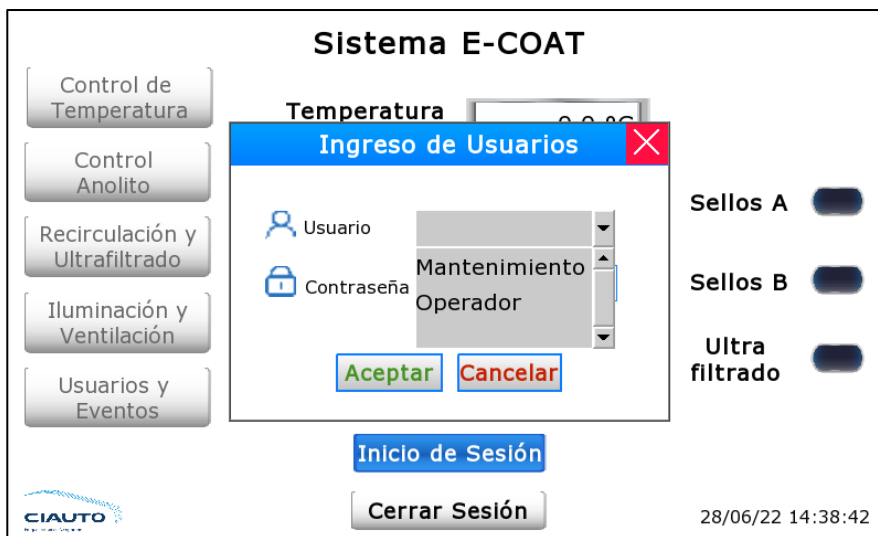 Sistema E-COAT
Control de
Temperatura
Control
Anolito
Recirculación y
Ultrafiltrado
Iluminación y
Ventilación
Usuarios y
Eventos
Temperatura
Ingreso de Usuarios
Usuario
Mantenimiento
Operador
Contraseña
Aceptar
Cancelar
Sellos A
Sellos B
Ultra
filtrado
Inicio de Sesión
Cerrar Sesión
CIAUTO
28/06/22 14:38:42